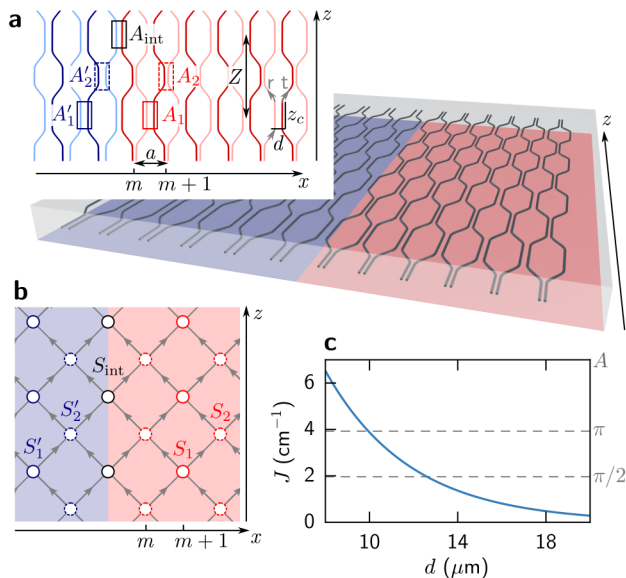 a
z
A_int
A'_2
A_2
Z
r t
A'_1
A_1
z_c
d
a
x
m
m + 1
z
b
z
S_int
S'_2
S_2
S'_1
S_1
m
m + 1
x
c
A
6
4
2
0
J (cm⁻¹)
π
π/2
10
14
18
d (μm)